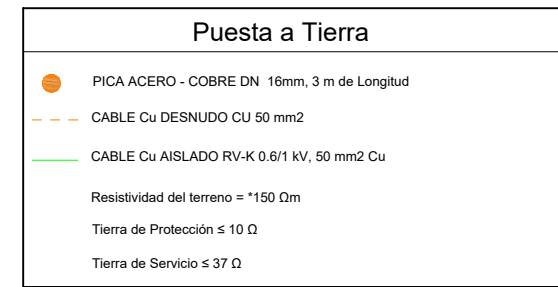 Puesta a Tierra
PICA ACERO - COBRE DN 16mm, 3 m de Longitud
CABLE Cu DESNUDO CU 50 mm2
CABLE Cu AISLADO RV-K 0.6/1 kV, 50 mm2 Cu
Resistividad del terreno = *150 Ωm
Tierra de Protección ≤ 10 Ω
Tierra de Servicio ≤ 37 Ω